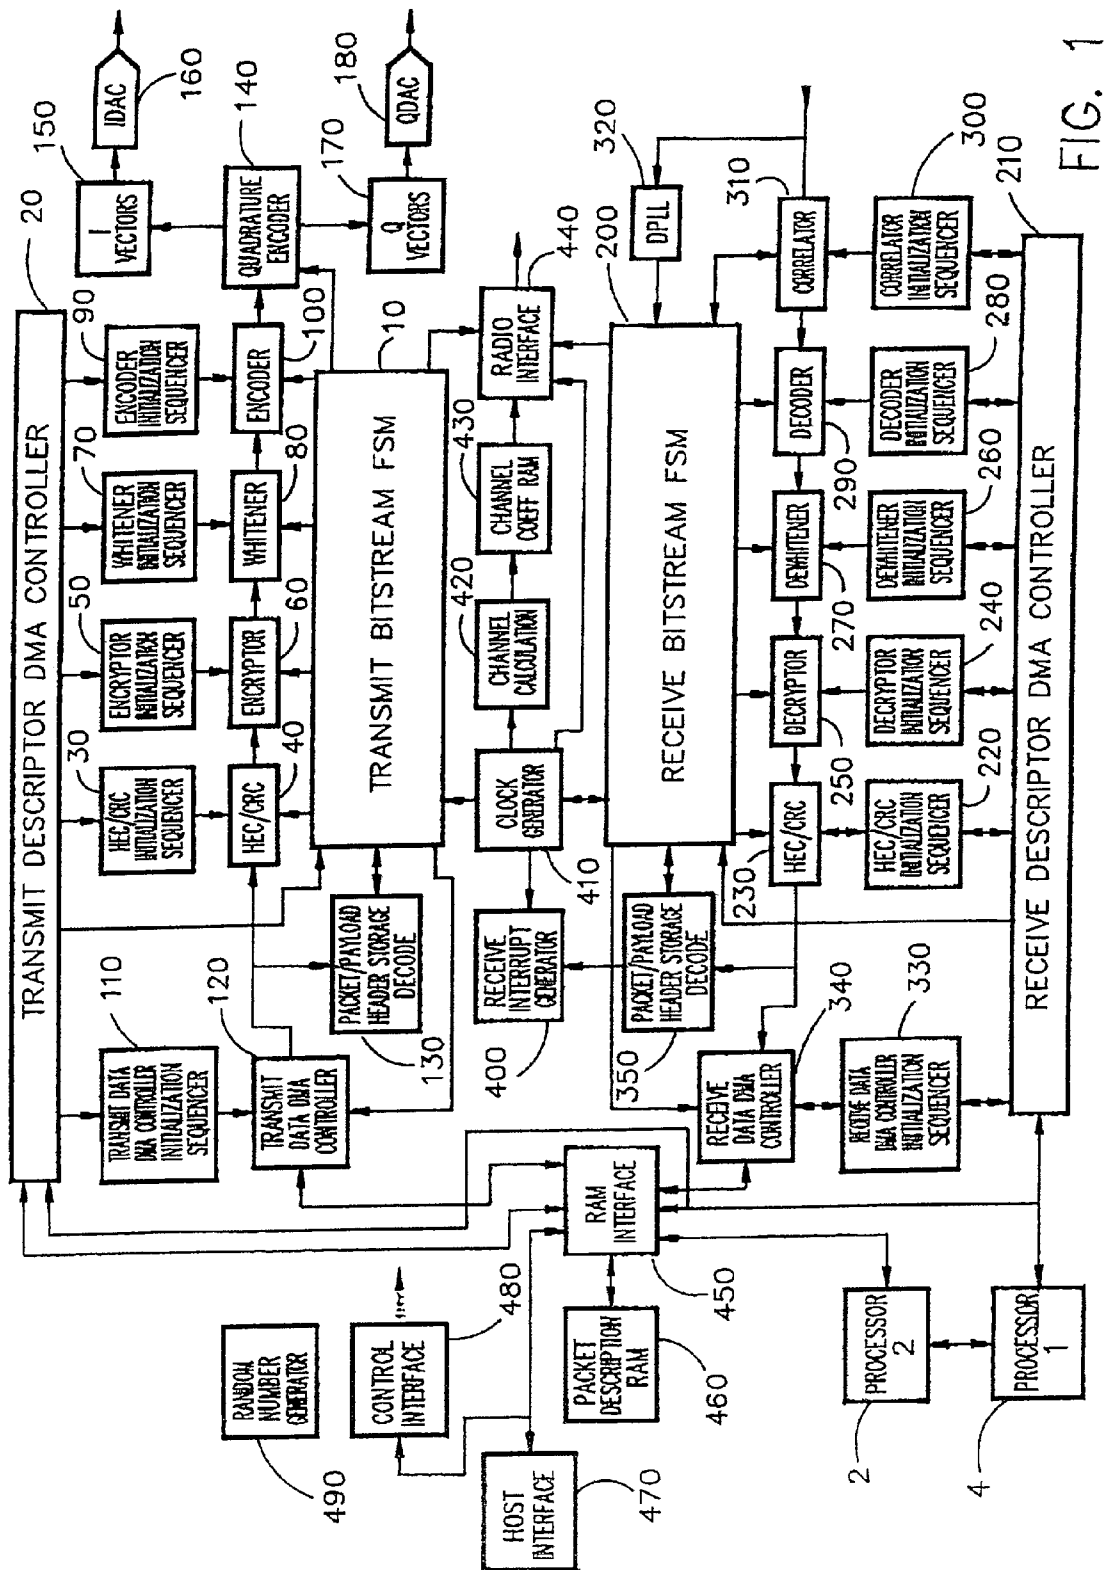 20
TRANSMIT DESCRIPTOR DMA CONTROLLER
110
TRANSMIT DATA
DMA CONTROLLER
INITIALIZATION
SEQUENCER
30
HEC/CRC
INITIALIZATION
SEQUENCER
50
ENCRYPTOR
INITIALIZATION
SEQUENCER
70
WHITENER
INITIALIZATION
SEQUENCER
90
ENCODER
INITIALIZATION
SEQUENCER
150
I
VECTORS
IDAC
160
120
TRANSMIT
DATA DMA
CONTROLLER
HEC/CRC
40
ENCRYPTOR
60
WHITENER
80
ENCODER
100
QUADRATURE
ENCODER
140
490
RANDOM
NUMBER
GENERATOR
PACKET/PAYLOAD
HEADER STORAGE
DECODE
130
TRANSMIT BITSTREAM FSM
10
170
Q
VECTORS
180
QDAC
CONTROL
INTERFACE
480
400
RECEIVE
INTERRUPT
GENERATOR
CLOCK
GENERATOR
410
420
CHANNEL
CALCULATION
430
CHANNEL
COEFF RAM
RADIO
INTERFACE
440
HOST
INTERFACE
470
PACKET
DESCRIPTION
RAM
460
RAM
INTERFACE
450
350
PACKET/PAYLOAD
HEADER STORAGE
DECODE
200
RECEIVE BITSTREAM FSM
320
DPLL
RECEIVE
DATA DMA
CONTROLLER
340
230
HEC/CRC
DECRYPTOR
250
DEWHITENER
270
DECODER
290
CORRELATOR
310
RECEIVE DATA
DMA CONTROLLER
INITIALIZATION
SEQUENCER
330
HEC/CRC
INITIALIZATION
SEQUENCER
220
DECRYPTOR
INITIALIZATION
SEQUENCER
240
DEWHITENER
INITIALIZATION
SEQUENCER
260
DECODER
INITIALIZATION
SEQUENCER
280
CORRELATOR
INITIALIZATION
SEQUENCER
300
PROCESSOR
2
2
PROCESSOR
1
4
RECEIVE DESCRIPTOR DMA CONTROLLER
210
FIG. 1